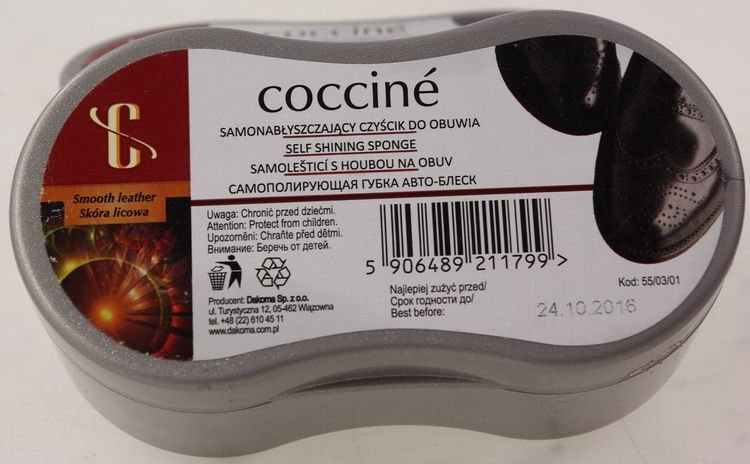 cocciné
cocciné
SAMONABŁYSZCZAJĄCY CZYŚCIK DO OBUWIA
SELF SHINING SPONGE
SAMOLEŠTICÍ S HOUBOU NA OBUV
САМОПОЛИРУЮЩАЯ ГУБКА АВТО-БЛЕСК
Smooth leather
Skóra licowa
Uwaga: Chronić przed dziećmi.
Attention: Protect from children.
Upozorněni: Chraňte před dětmi.
Внимание: Беречь от детей.
Producent: Dakoma Sp. z o.o.
ul. Turystyczna 12, 05-462 Wiązowna
tel. +48 (22) 610 45 11
www.dakoma.com.pl
5 906489 211799 >
Najlepiej zużyć przed/
Срок годности до/
Best before:
24.10.2016
Kod: 55/03/01